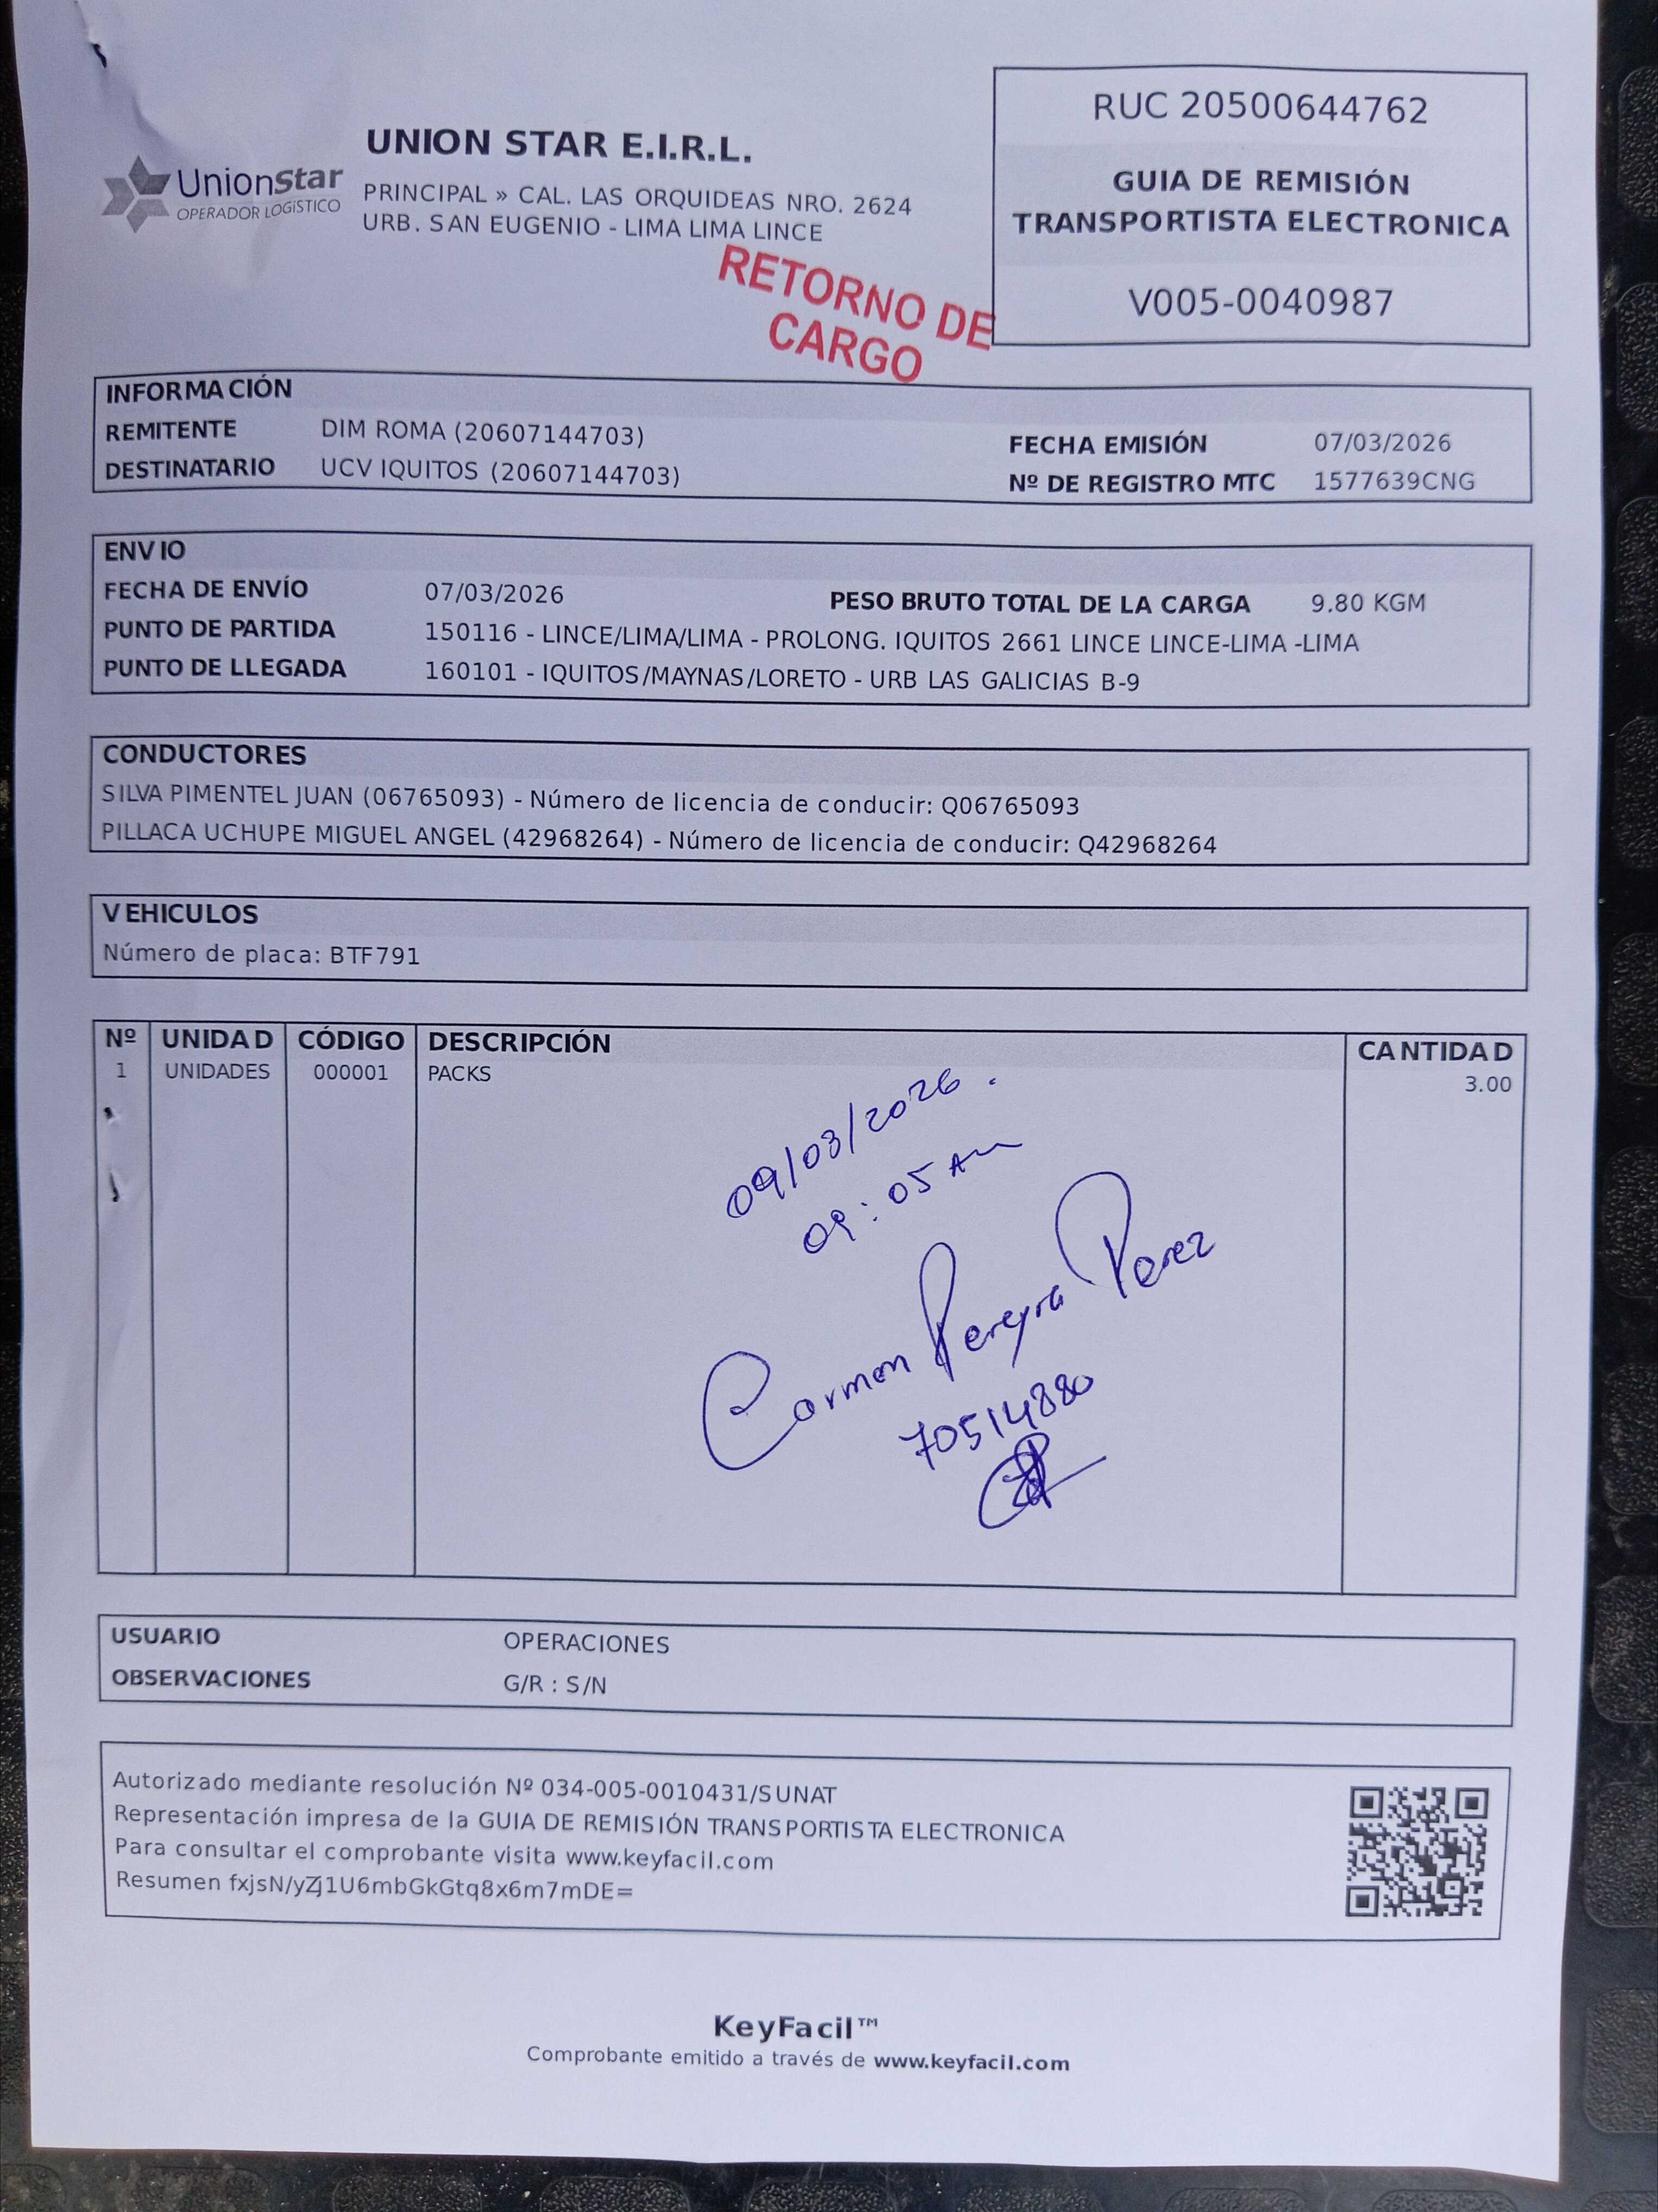 Unionstar
OPERADOR LOGíSTICO
UNION STAR E.I.R.L.
PRINCIPAL » CAL. LAS ORQUIDEAS NRO. 2624
URB. SAN EUGENIO - LIMA LIMA LINCE
RUC 20500644762
GUIA DE REMISIÓN
TRANSPORTISTA ELECTRONICA
V005-0040987
RETORNO DE
CARGO
INFORMACIÓN
REMITENTE DIM ROMA (20607144703)
DESTINATARIO UCV IQUITOS (20607144703)
FECHA EMISIÓN 07/03/2026
Nº DE REGISTRO MTC 1577639CNG
ENVIO
FECHA DE ENVÍO 07/03/2026 PESO BRUTO TOTAL DE LA CARGA 9.80 KGM
PUNTO DE PARTIDA 150116 - LINCE/LIMA/LIMA - PROLONG. IQUITOS 2661 LINCE LINCE-LIMA -LIMA
PUNTO DE LLEGADA 160101 - IQUITOS/MAYNAS/LORETO - URB LAS GALICIAS B-9
CONDUCTORES
SILVA PIMENTEL JUAN (06765093) - Número de licencia de conducir: Q06765093
PILLACA UCHUPE MIGUEL ANGEL (42968264) - Número de licencia de conducir: Q42968264
VEHICULOS
Número de placa: BTF791
Nº UNIDAD CÓDIGO DESCRIPCIÓN CANTIDAD
1 UNIDADES 000001 PACKS 3.00
09/03/2026.
09:05 Am
Carmen Pereyra Perez
70514880
USUARIO OPERACIONES
OBSERVACIONES G/R : S/N
Autorizado mediante resolución Nº 034-005-0010431/SUNAT
Representación impresa de la GUIA DE REMISIÓN TRANSPORTISTA ELECTRONICA
Para consultar el comprobante visita www.keyfacil.com
Resumen fxjsN/yZj1U6mbGkGtq8x6m7mDE=
KeyFacil™
Comprobante emitido a través de www.keyfacil.com